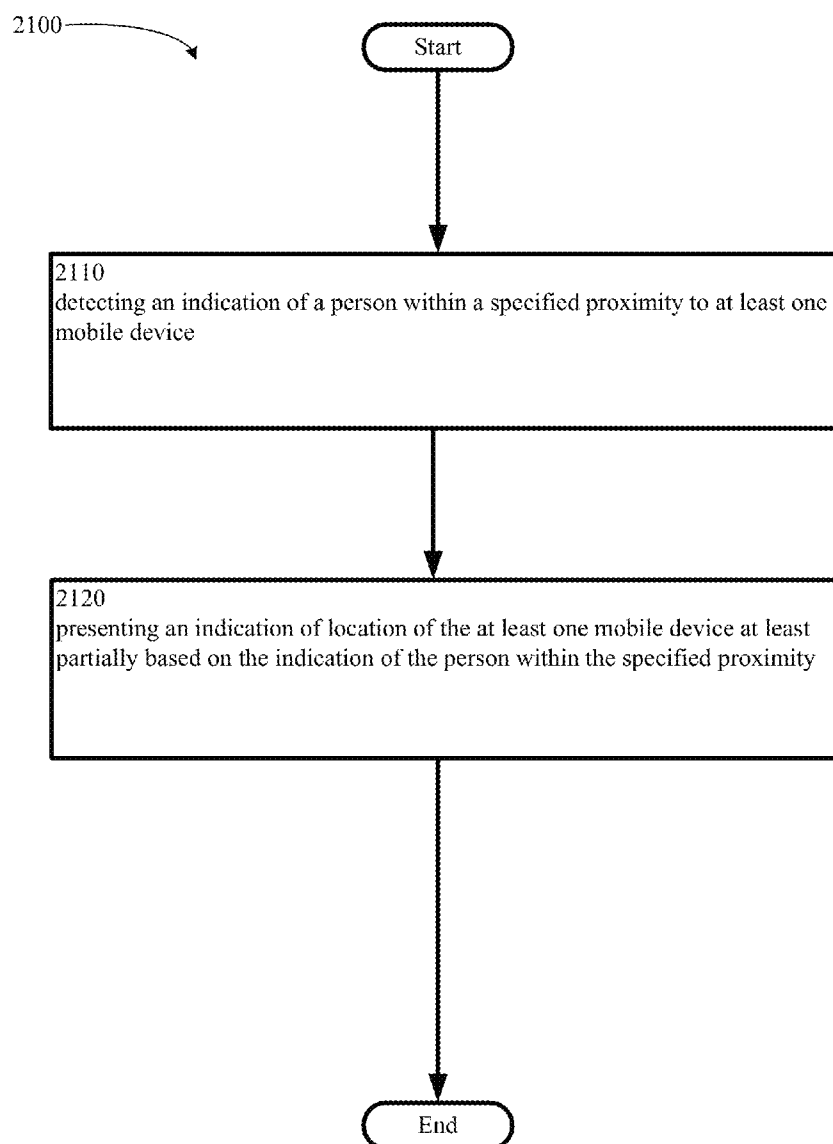 2100
Start
2110
detecting an indication of a person within a specified proximity to at least one
mobile device
2120
presenting an indication of location of the at least one mobile device at least
partially based on the indication of the person within the specified proximity
End